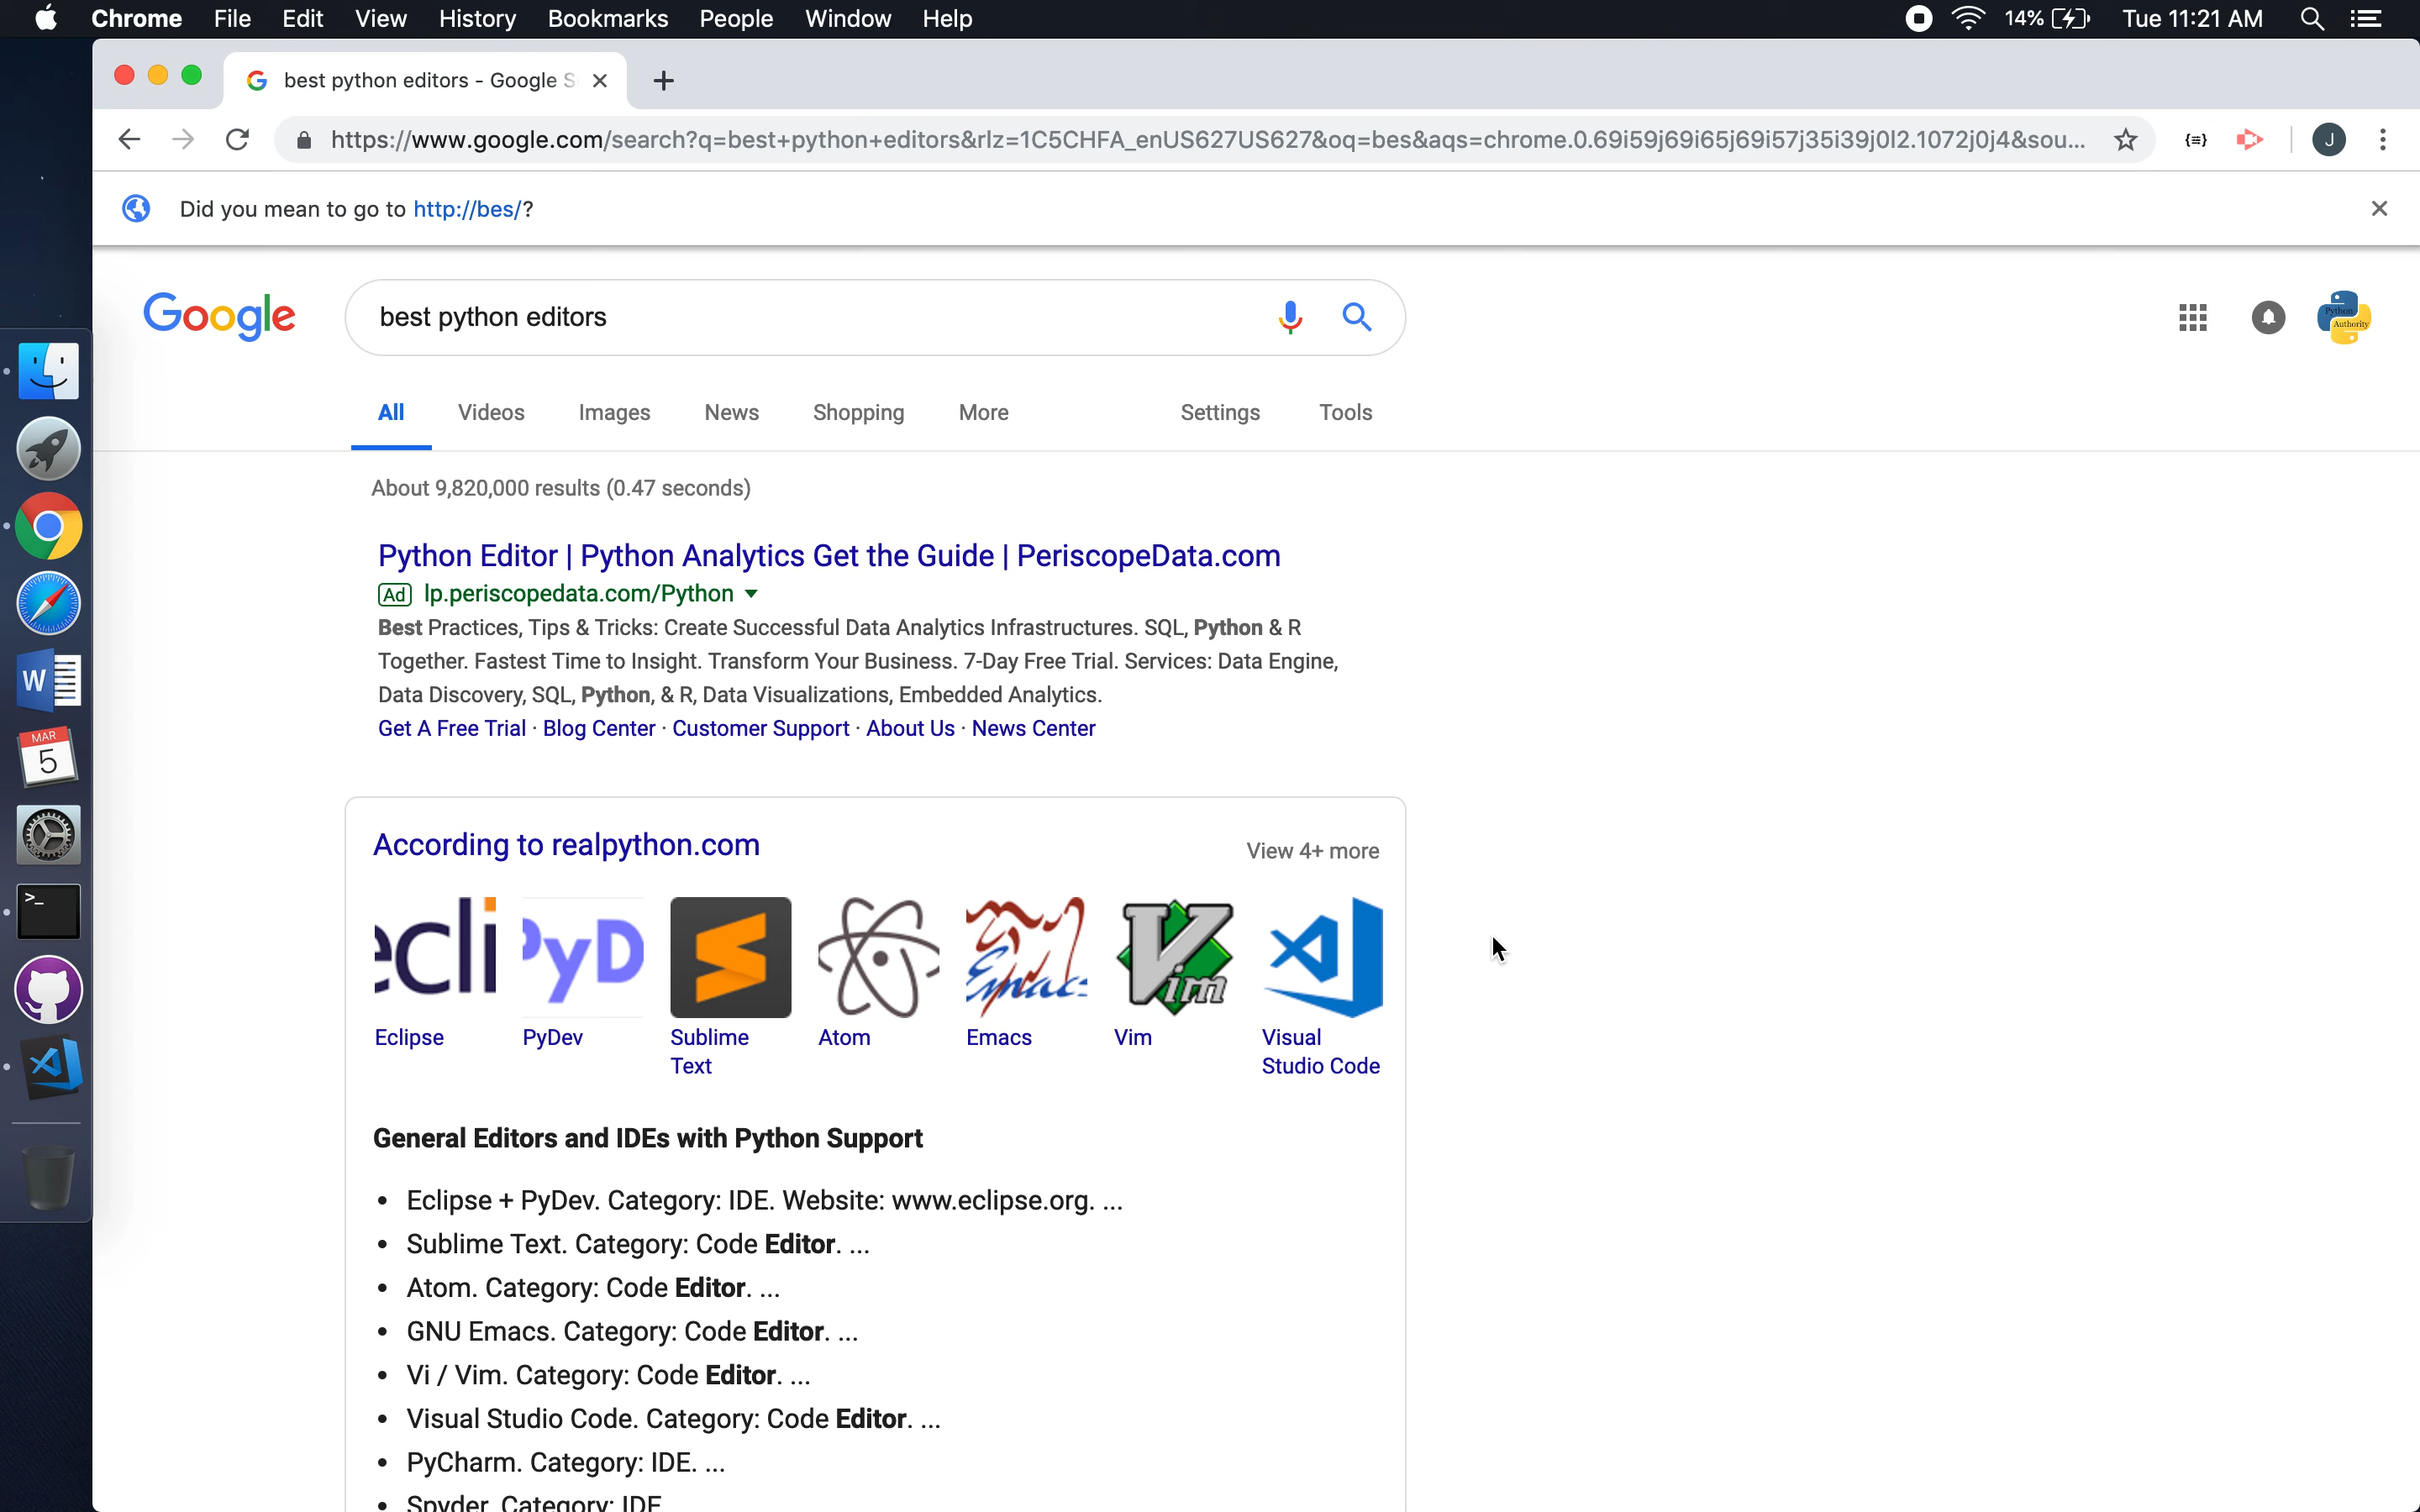 Chrome File Edit View History Bookmarks People Window Help 14% Tue 11:21 AM
best python editors - Google S
https://www.google.com/search?q=best+python+editors&rlz=1C5CHFA_enUS627US627&oq=bes&aqs=chrome.0.69i59j69i65j69i57j35i39j0l2.1072j0j4&sou... J
Did you mean to go to http://bes/?
Google best python editors Python Authority
All Videos Images News Shopping More Settings Tools
About 9,820,000 results (0.47 seconds)
Python Editor | Python Analytics Get the Guide | PeriscopeData.com
Ad lp.periscopedata.com/Python
Best Practices, Tips & Tricks: Create Successful Data Analytics Infrastructures. SQL, Python & R
Together. Fastest Time to Insight. Transform Your Business. 7-Day Free Trial. Services: Data Engine,
Data Discovery, SQL, Python, & R, Data Visualizations, Embedded Analytics.
Get A Free Trial · Blog Center · Customer Support · About Us · News Center
W
MAR
5
According to realpython.com View 4+ more
>_
ecli PyD Emacs Vim
Eclipse PyDev Sublime Text Atom Emacs Vim Visual Studio Code
General Editors and IDEs with Python Support
• Eclipse + PyDev. Category: IDE. Website: www.eclipse.org. ...
• Sublime Text. Category: Code Editor. ...
• Atom. Category: Code Editor. ...
• GNU Emacs. Category: Code Editor. ...
• Vi / Vim. Category: Code Editor. ...
• Visual Studio Code. Category: Code Editor. ...
• PyCharm. Category: IDE. ...
• Spyder. Category: IDE